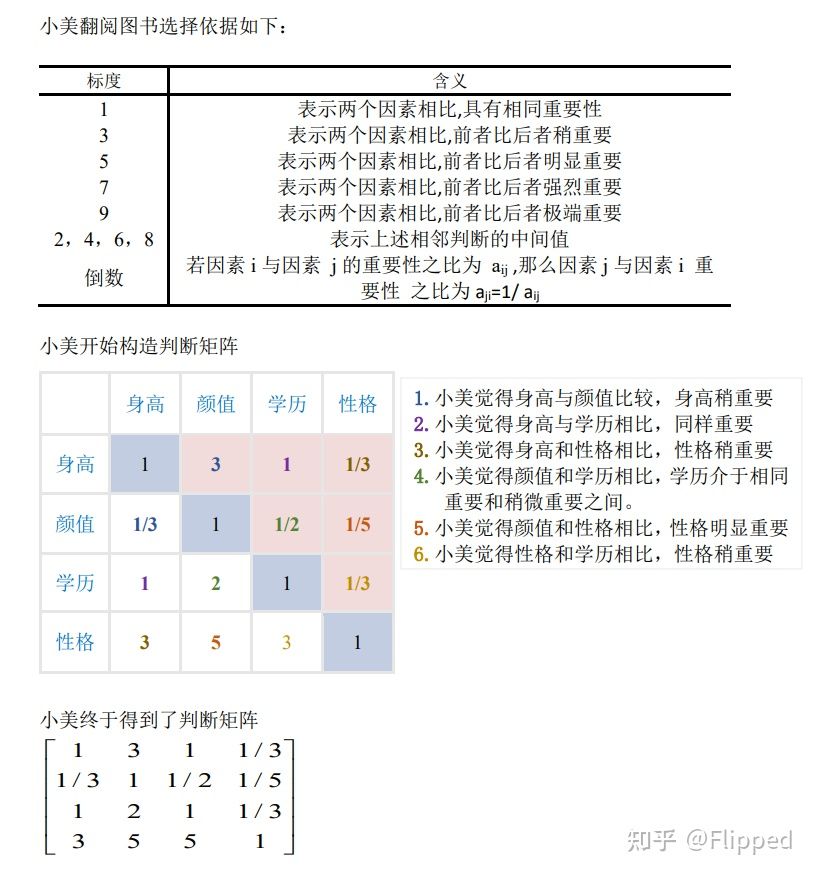 小美翻阅图书选择依据如下：
标度 含义
1 表示两个因素相比,具有相同重要性
3 表示两个因素相比,前者比后者稍重要
5 表示两个因素相比,前者比后者明显重要
7 表示两个因素相比,前者比后者强烈重要
9 表示两个因素相比,前者比后者极端重要
2，4，6，8 表示上述相邻判断的中间值
倒数 若因素 i 与因素 j 的重要性之比为 aij ,那么因素 j 与因素 i 重
要性 之比为 aji=1/ aij
小美开始构造判断矩阵
身高 颜值 学历 性格
身高 1 3 1 1/3
颜值 1/3 1 1/2 1/5
学历 1 2 1 1/3
性格 3 5 3 1
1. 小美觉得身高与颜值比较，身高稍重要
2. 小美觉得身高与学历相比，同样重要
3. 小美觉得身高和性格相比，性格稍重要
4. 小美觉得颜值和学历相比，学历介于相同
重要和稍微重要之间。
5. 小美觉得颜值和性格相比，性格明显重要
6. 小美觉得性格和学历相比，性格稍重要
小美终于得到了判断矩阵
1 3 1 1/3
1/3 1 1/2 1/5
1 2 1 1/3
3 5 5 1
知乎 @Flipped